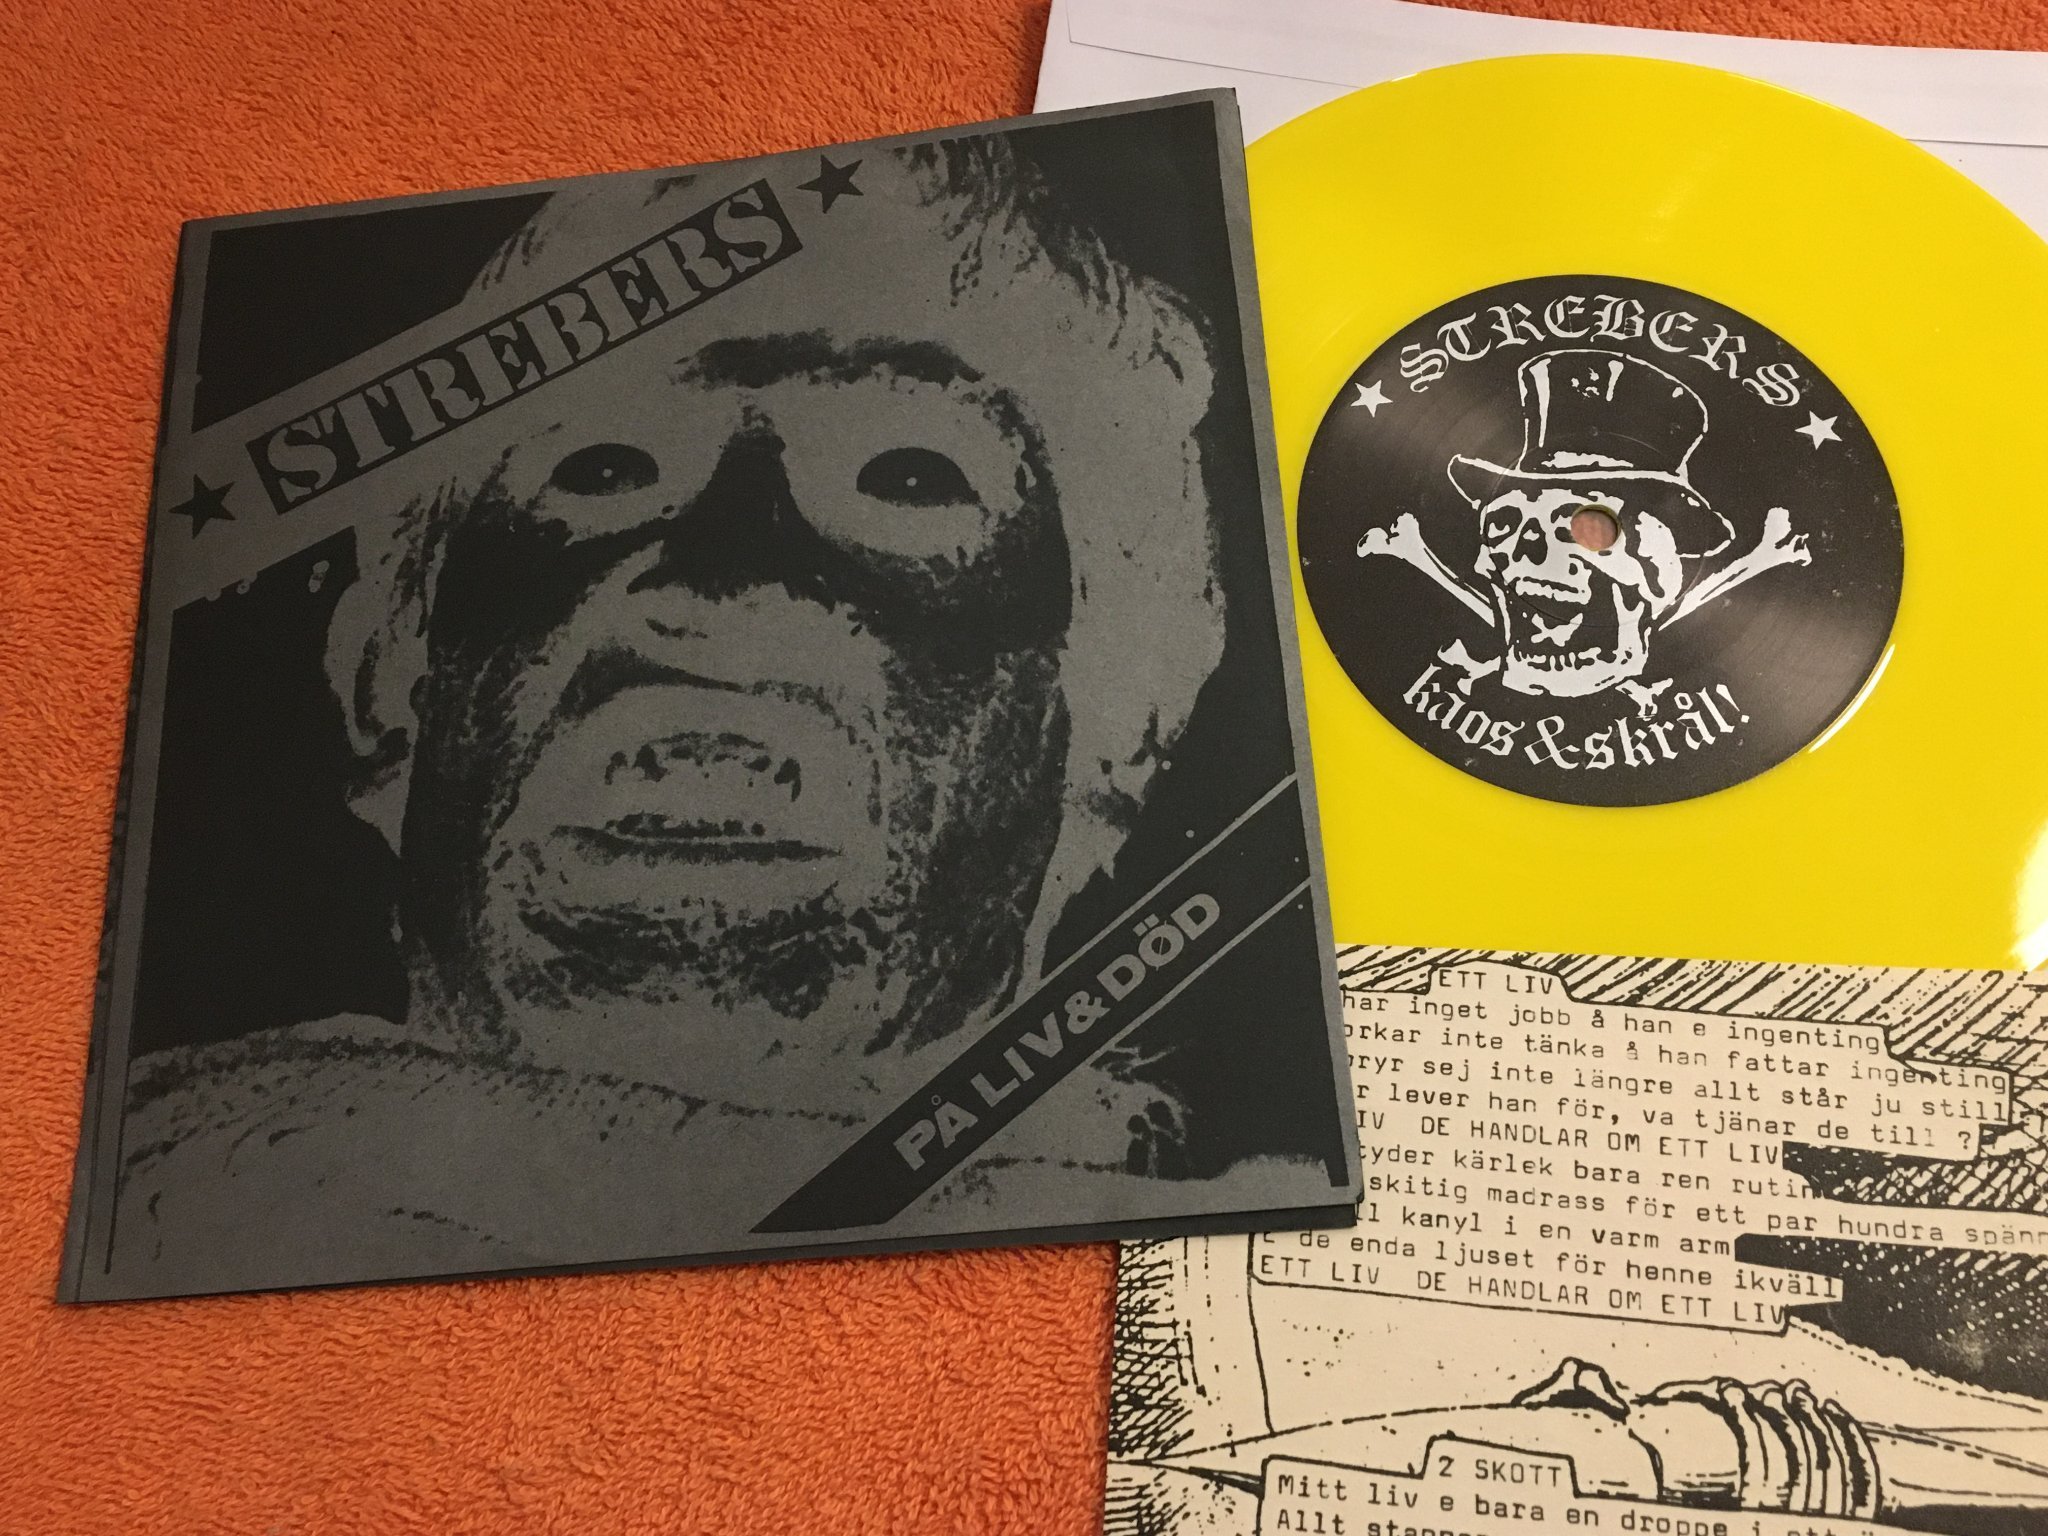 STREBERS
PÅ LIV & DÖD
STREBERS
kaos & skrål!
ETT LIV
har inget jobb å han e ingenting
orkar inte tänka å han fattar ingenting
bryr sej inte längre allt står ju still
lever han för, va tjänar de till ?
DE HANDLAR OM ETT LIV
kärlek bara ren rutin
skitig madrass för ett par hundra spänn
kanyl i en varm arm
de enda ljuset för henne ikväll
ETT LIV DE HANDLAR OM ETT LIV
2 SKOTT
Mitt liv e bara en droppe i ett
Allt